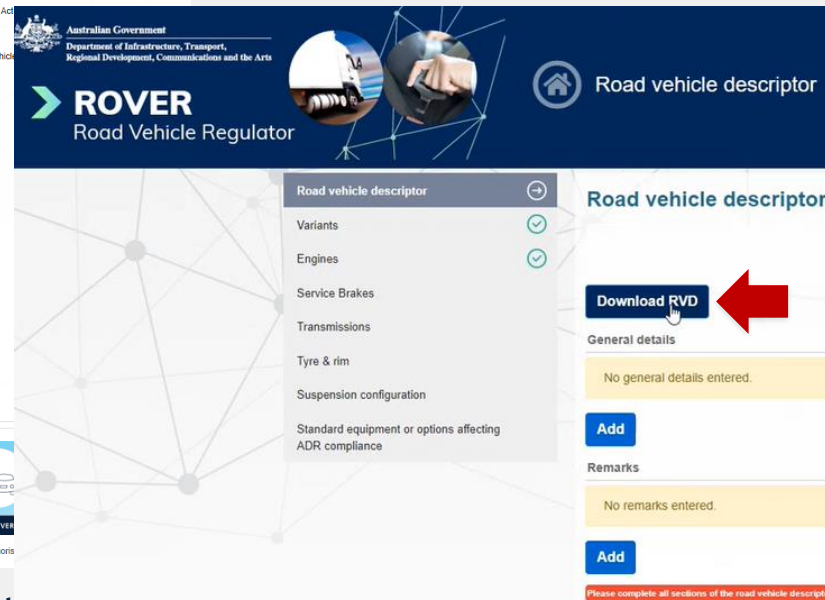 Act
Australian Government
Department of Infrastructure, Transport,
Regional Development, Communications and the Arts
ROVER
Road Vehicle Regulator
Road vehicle descriptor
Road vehicle descriptor
Variants
Engines
Service Brakes
Transmissions
Tyre & rim
Suspension configuration
Standard equipment or options affecting
ADR compliance
Road vehicle descriptor
Download RVD
General details
No general details entered.
Add
Remarks
No remarks entered.
Add
Please complete all sections of the road vehicle descripto